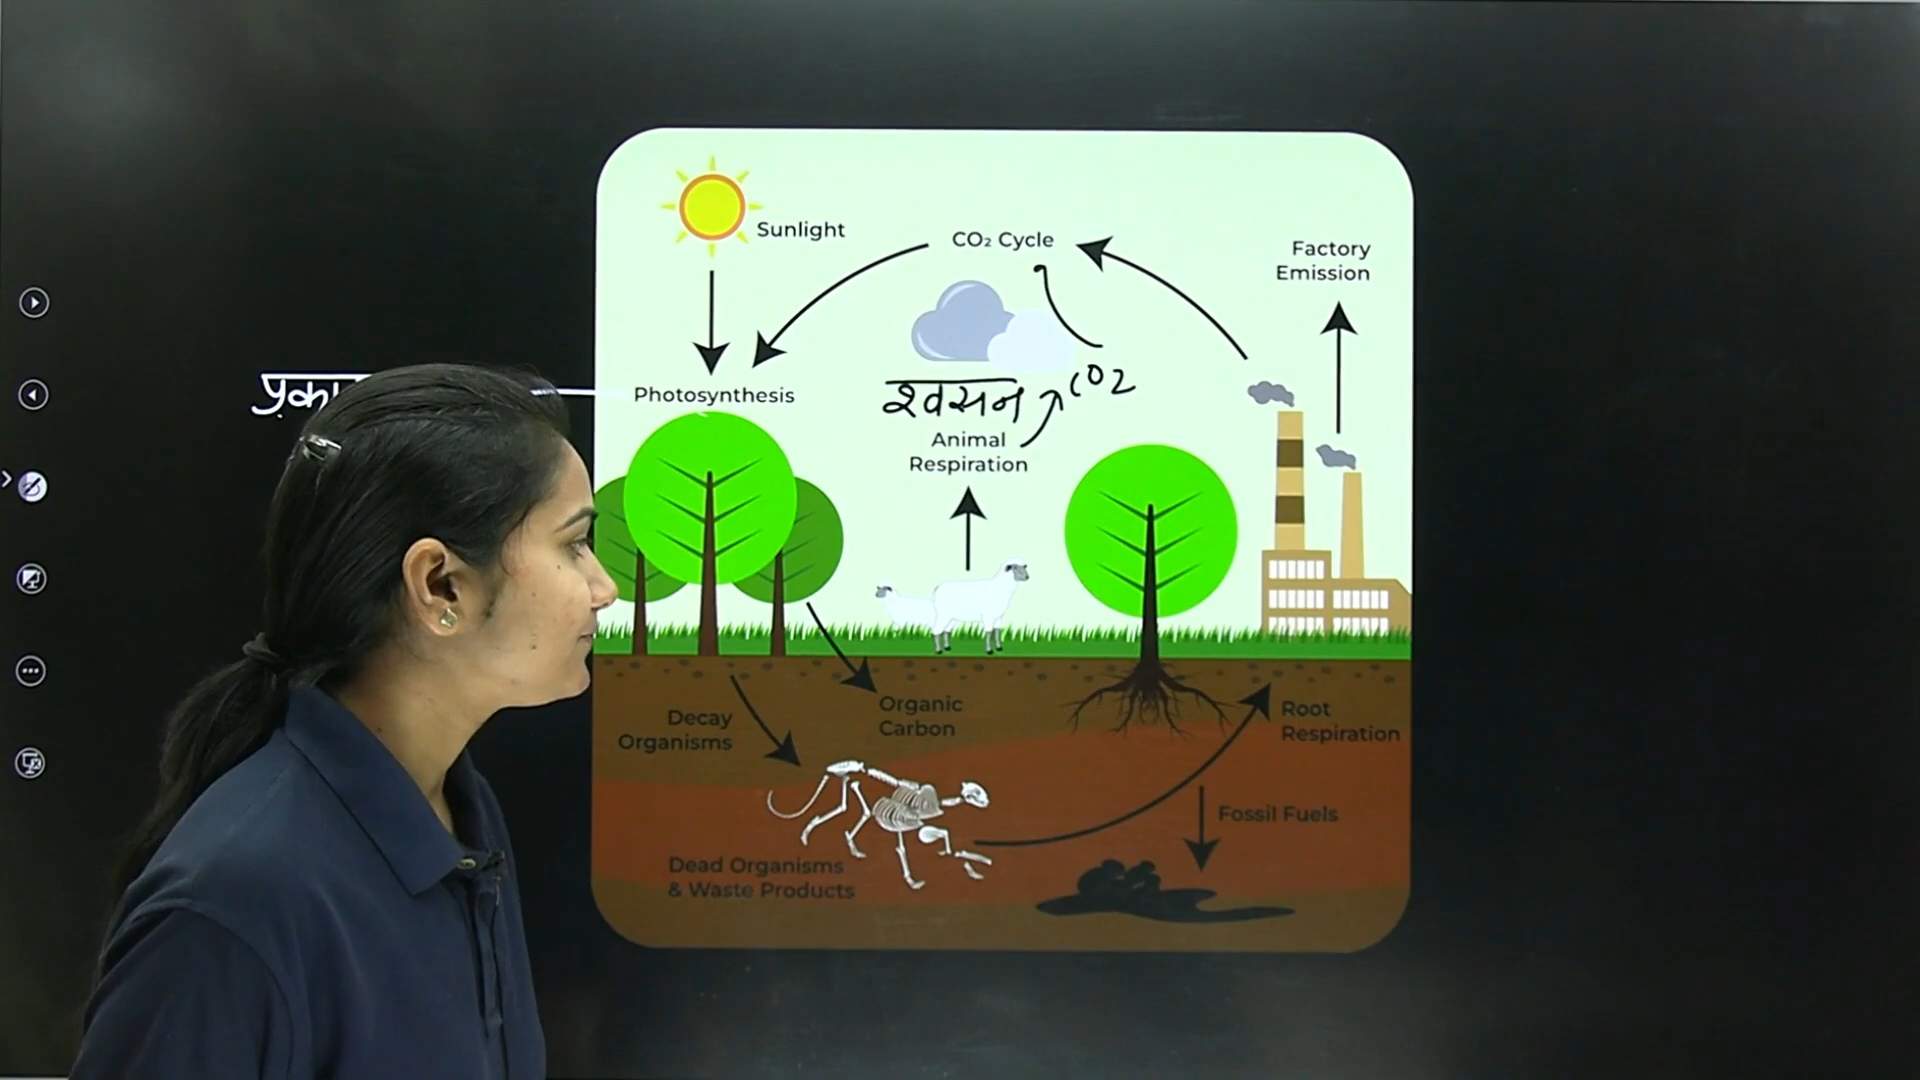 Sunlight
CO₂ Cycle
Factory
Emission
Photosynthesis
श्वसन
CO2
Animal
Respiration
Organic
Carbon
Decay
Organisms
Root
Respiration
Fossil Fuels
Dead Organisms
& Waste Products